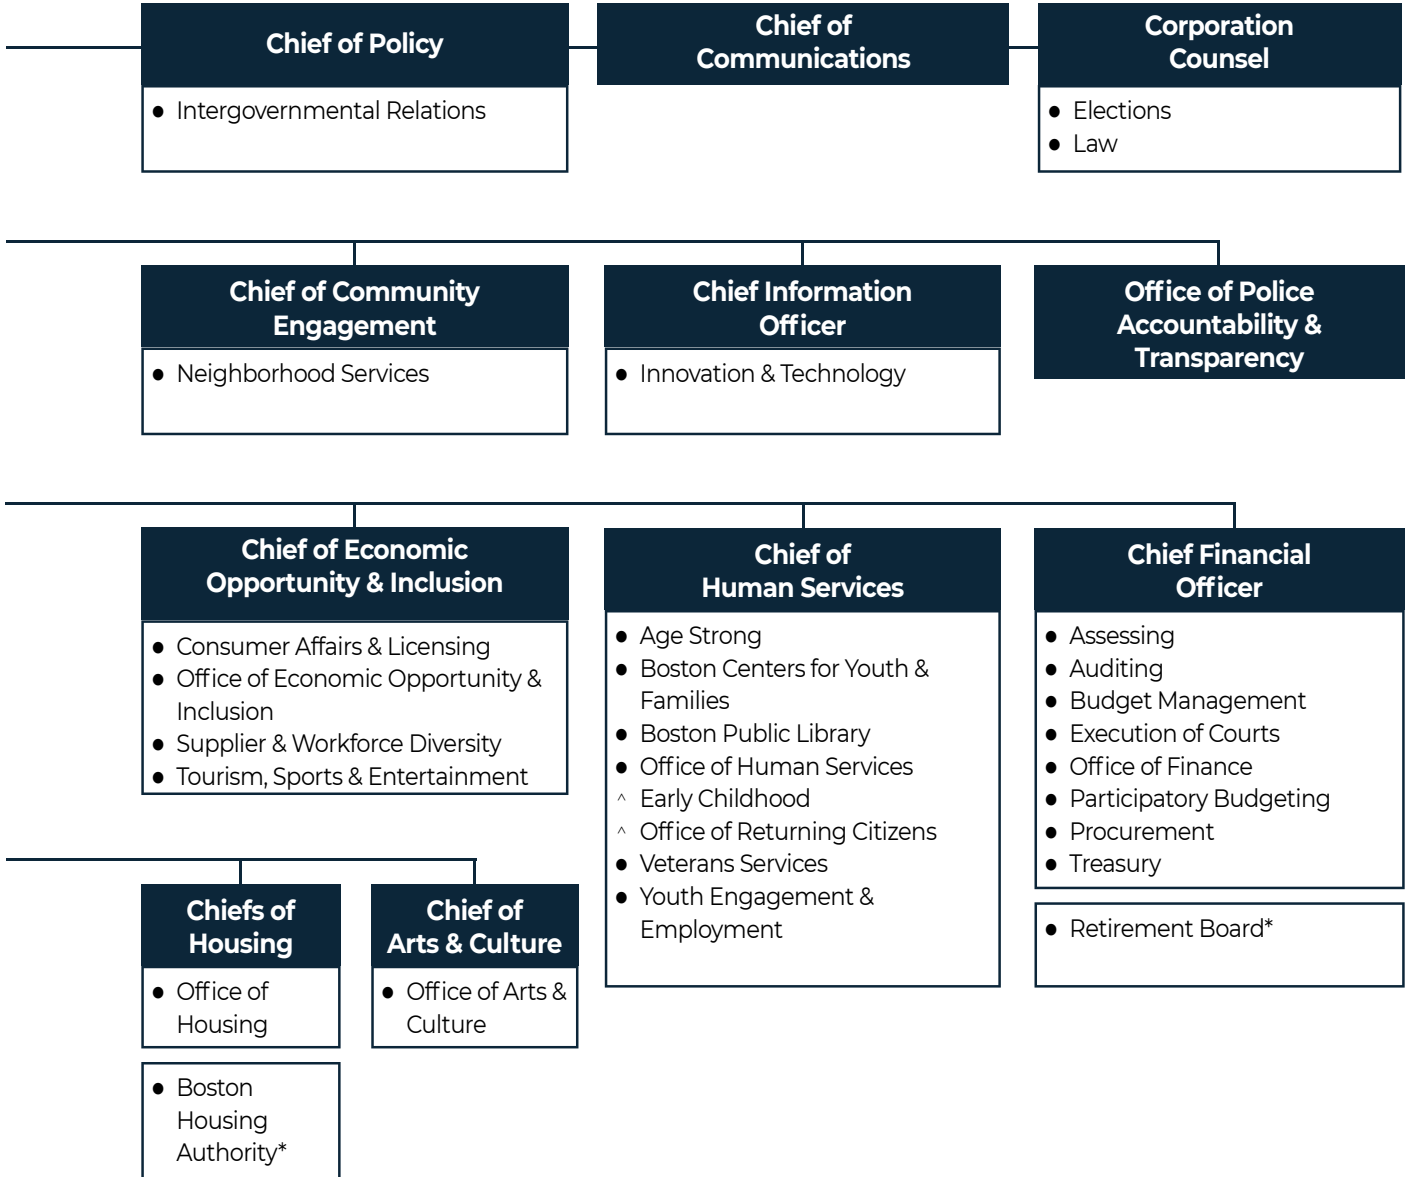 Chief of Policy
● Intergovernmental Relations
Chief of
Communications
Corporation
Counsel
● Elections
● Law
Chief of Community
Engagement
● Neighborhood Services
Chief Information
Officer
● Innovation & Technology
Office of Police
Accountability &
Transparency
Chief of Economic
Opportunity & Inclusion
● Consumer Affairs & Licensing
● Office of Economic Opportunity &
Inclusion
● Supplier & Workforce Diversity
● Tourism, Sports & Entertainment
Chief of
Human Services
● Age Strong
● Boston Centers for Youth &
Families
● Boston Public Library
● Office of Human Services
^ Early Childhood
^ Office of Returning Citizens
● Veterans Services
● Youth Engagement &
Employment
Chief Financial
Officer
● Assessing
● Auditing
● Budget Management
● Execution of Courts
● Office of Finance
● Participatory Budgeting
● Procurement
● Treasury
● Retirement Board*
Chiefs of
Housing
● Office of
Housing
● Boston
Housing
Authority*
Chief of
Arts & Culture
● Office of Arts &
Culture